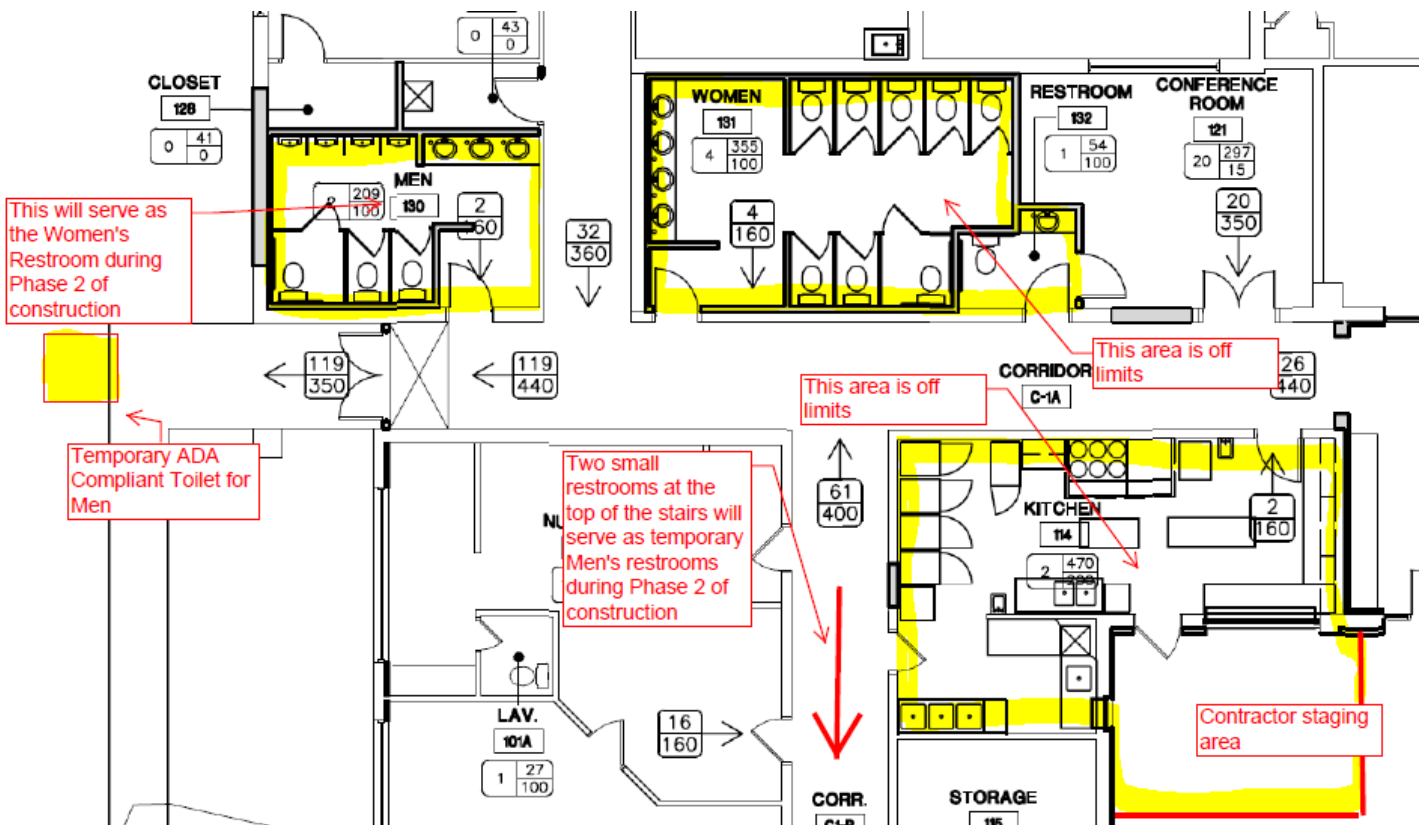 43
0
0
CLOSET
128
41
0
0
WOMEN
131
4
355
100
RESTROOM
132
1
54
100
CONFERENCE
ROOM
121
20
297
15
MEN
130
209
100
2
160
32
360
4
160
20
350
This will serve as
the Women's
Restroom during
Phase 2 of
construction
This area is off
limits
119
350
119
440
CORRIDOR
C-1A
26
440
This area is off
limits
Temporary ADA
Compliant Toilet for
Men
Two small
restrooms at the
top of the stairs will
serve as temporary
Men's restrooms
during Phase 2 of
construction
61
400
KITCHEN
114
2
470
2
160
LAV.
101A
1
27
100
16
160
Contractor staging
area
CORR.
STORAGE
115